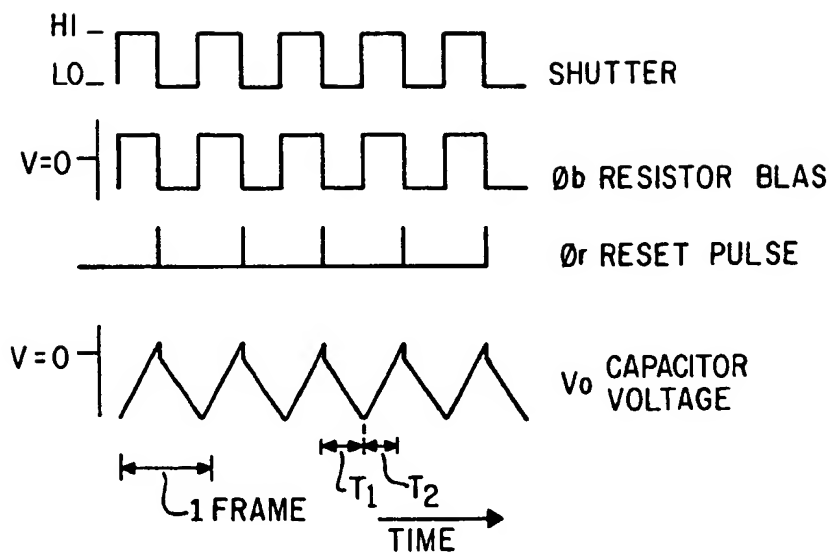 HI
LO
SHUTTER
V=0
Øb RESISTOR BLAS
Ør RESET PULSE
V=0
Vo CAPACITOR
VOLTAGE
T1 T2
1 FRAME
TIME